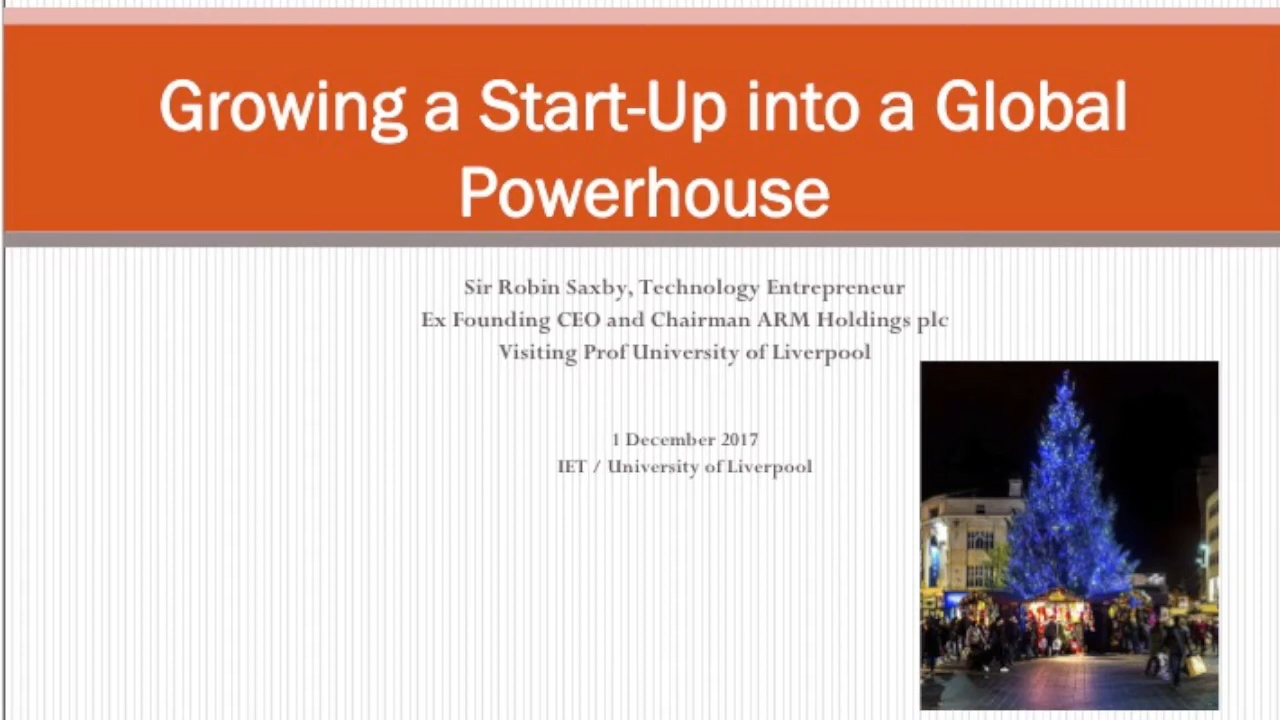 Growing a Start-Up into a Global
Powerhouse
Sir Robin Saxby, Technology Entrepreneur
Ex Founding CEO and Chairman ARM Holdings plc
Visiting Prof University of Liverpool
1 December 2017
IET / University of Liverpool